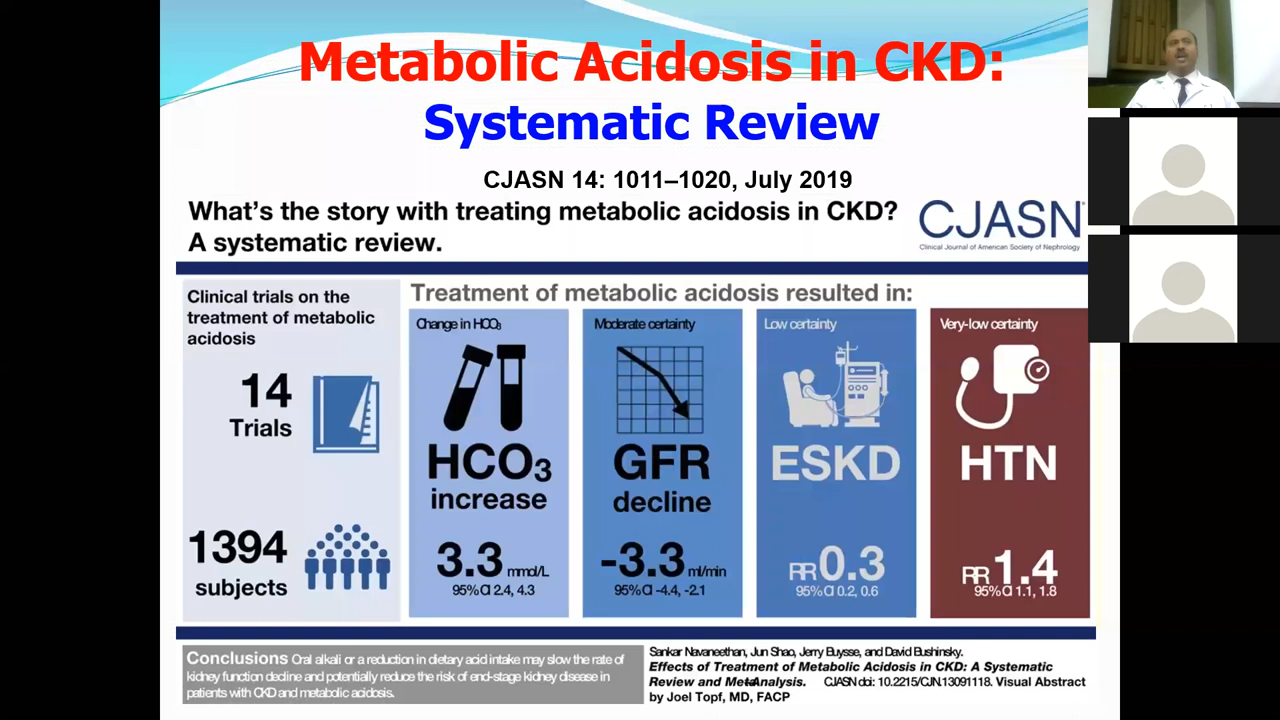 Metabolic Acidosis in CKD:
Systematic Review
CJASN 14: 1011–1020, July 2019
What's the story with treating metabolic acidosis in CKD?
A systematic review.
CJASN
Clinical Journal of American Society of Nephrology
Clinical trials on the
treatment of metabolic
acidosis
14
Trials
1394
subjects
Treatment of metabolic acidosis resulted in:
Change in HCO₃
HCO₃
increase
3.3 mmol/L
95% CI 2.4, 4.3
Moderate certainty
GFR
decline
-3.3 ml/min
95% CI -4.4, -2.1
Low certainty
ESKD
RR 0.3
95% CI 0.2, 0.6
Very-low certainty
HTN
RR 1.4
95% CI 1.1, 1.8
Conclusions Oral alkali or a reduction in dietary acid intake may slow the rate of
kidney function decline and potentially reduce the risk of end-stage kidney disease in
patients with CKD and metabolic acidosis.
Sankar Navaneethan, Jun Shao, Jerry Buysse, and David Bushinsky.
Effects of Treatment of Metabolic Acidosis in CKD: A Systematic
Review and Meta-Analysis. CJASN doi: 10.2215/CJN.13091118. Visual Abstract
by Joel Topf, MD, FACP